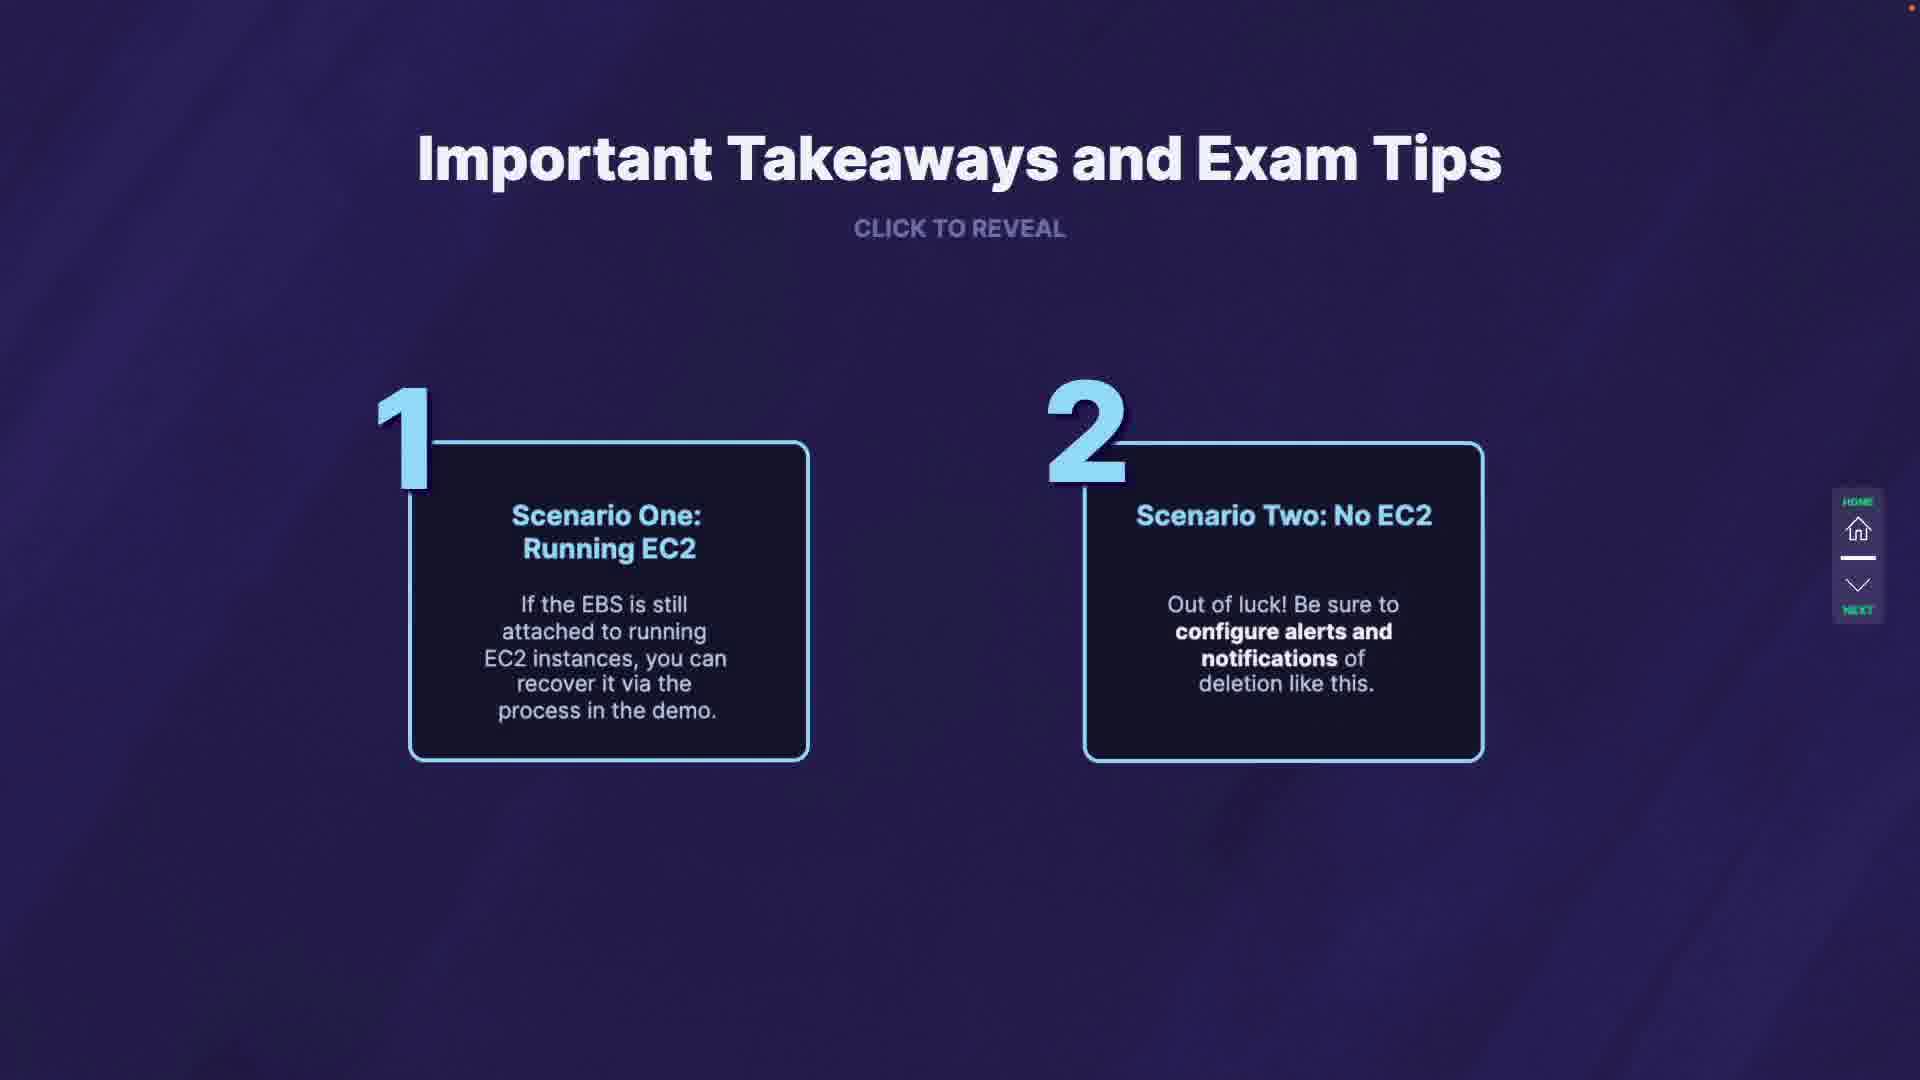 Important Takeaways and Exam Tips
CLICK TO REVEAL
1
Scenario One:
Running EC2
If the EBS is still
attached to running
EC2 instances, you can
recover it via the
process in the demo.
2
Scenario Two: No EC2
Out of luck! Be sure to
configure alerts and
notifications of
deletion like this.
HOME
NEXT